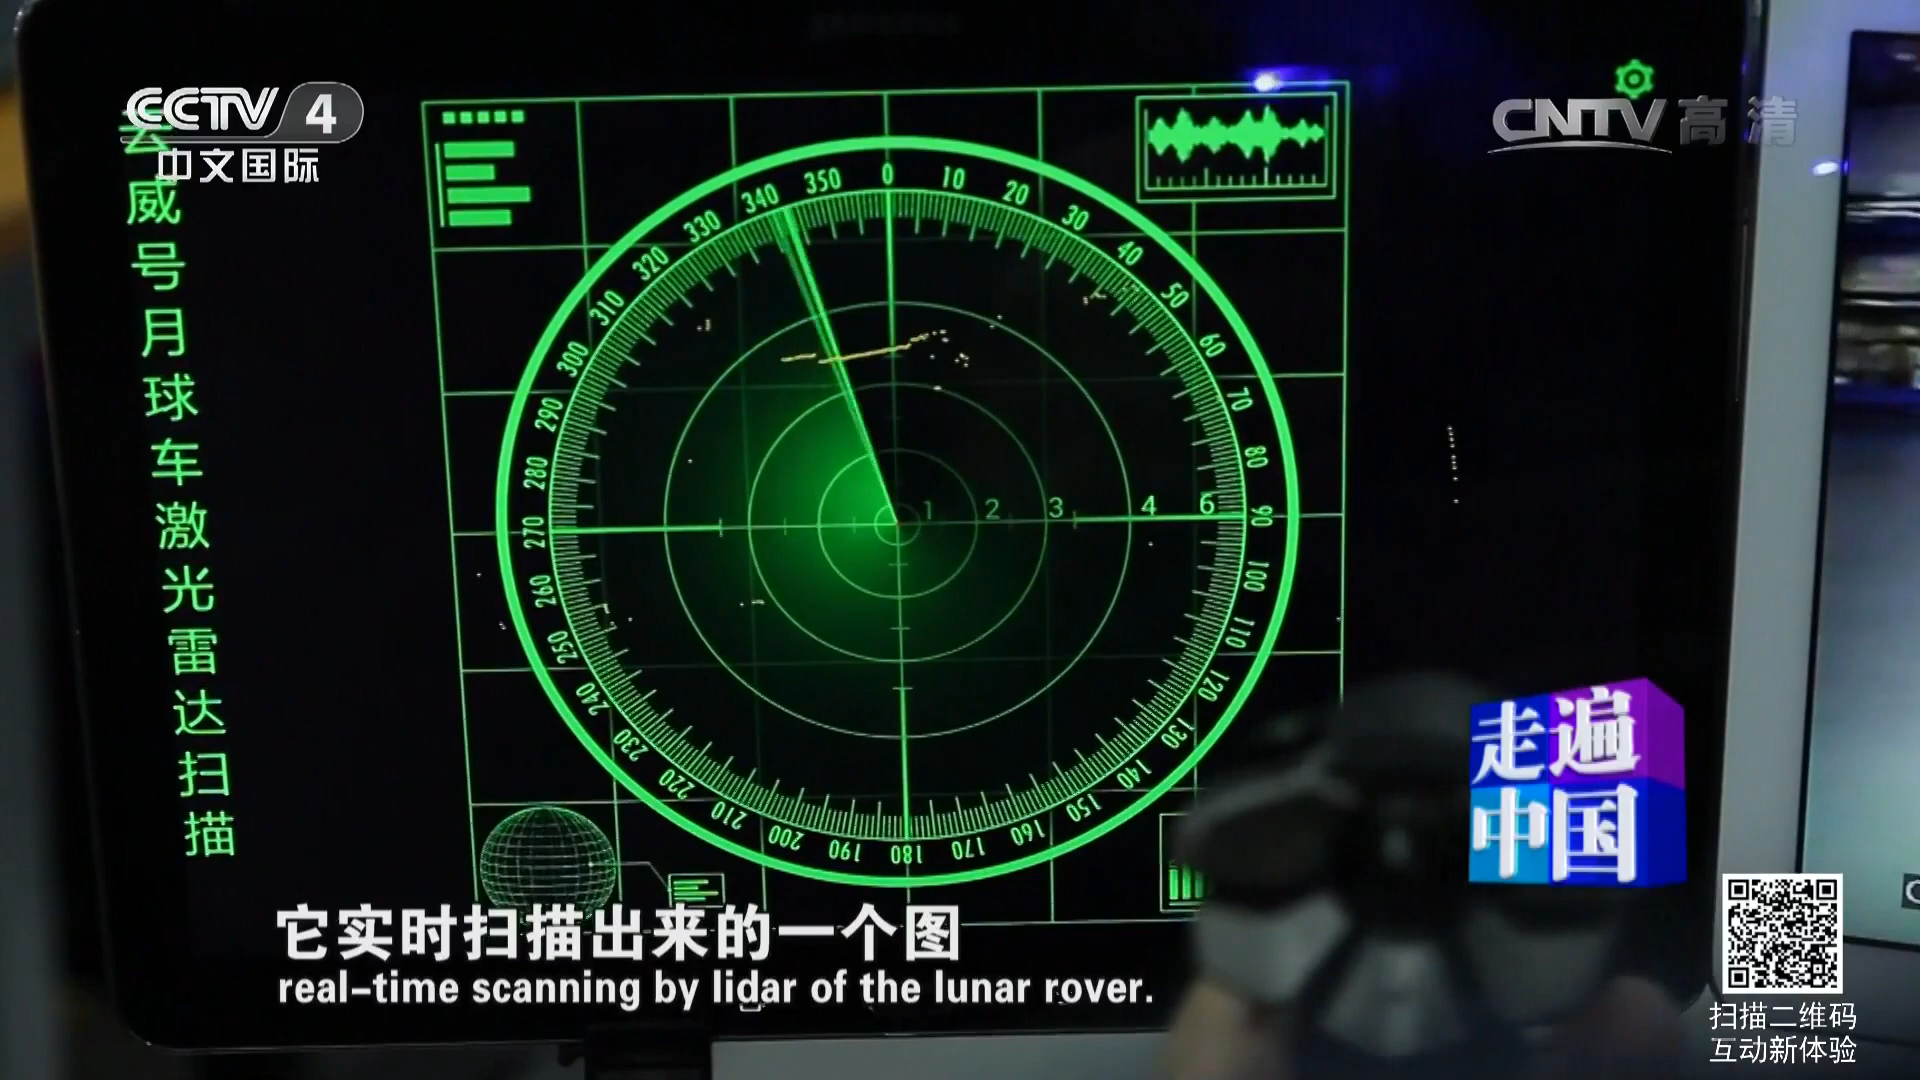 CCTV 4
中文国际
CNTV 高清
威号月球车激光雷达扫描
350 0 10 20 30 40 50 60 70 80 90 100 110 120 130 140 150 160 170 180 190 200 210 220 230 240 250 260 270 280 290 300 310 320 330 340
1 2 3 4 6
走遍
中国
它实时扫描出来的一个图
real-time scanning by lidar of the lunar rover.
扫描二维码
互动新体验